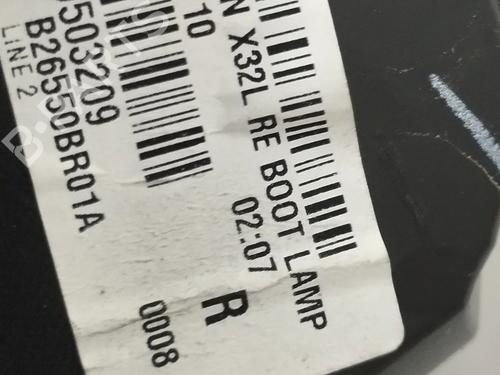 N X32L RE BOOT LAMP
10
02:07
R
503209
B26550BR01A
LINE 2
0008